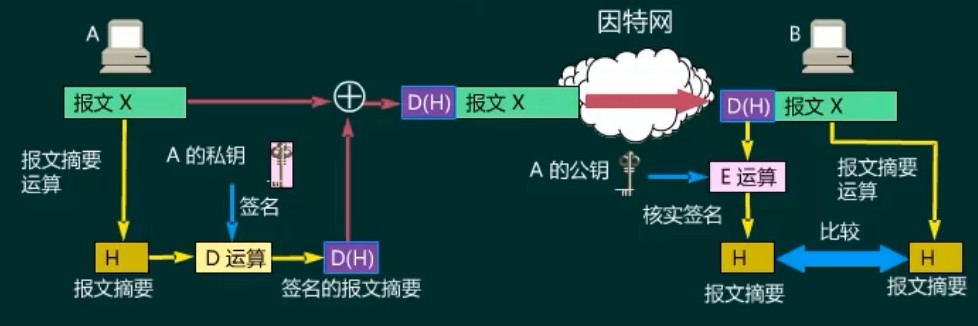 因特网
A
B
报文 X
D(H) 报文 X
D(H) 报文 X
报文摘要
运算
A 的私钥
签名
A 的公钥
E 运算
核实签名
报文摘要
运算
比较
H
D 运算
D(H)
H
H
报文摘要
签名的报文摘要
报文摘要
报文摘要